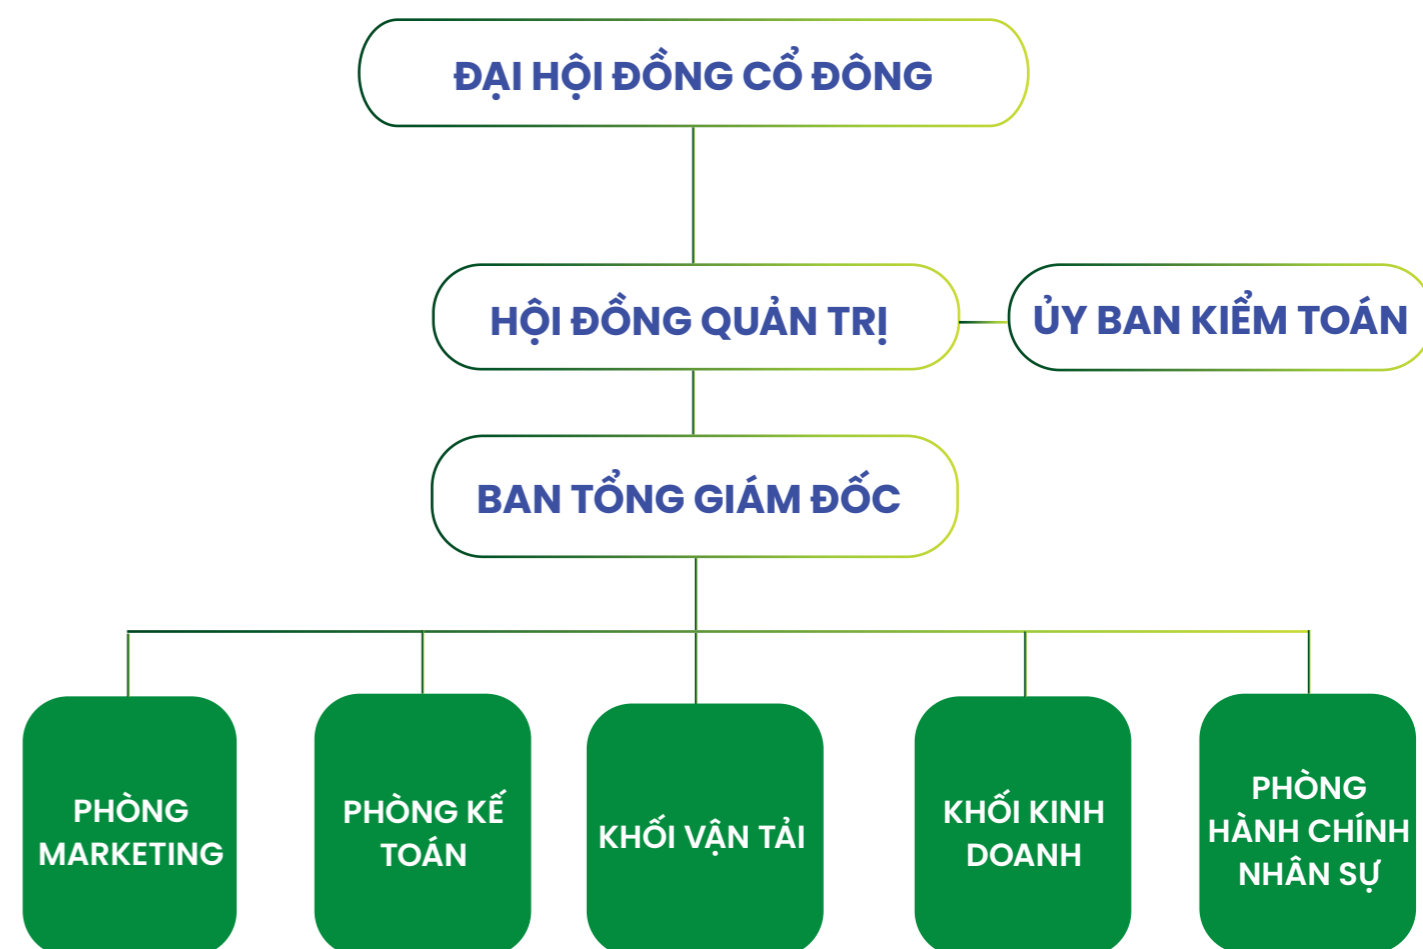 ĐẠI HỘI ĐỒNG CỔ ĐÔNG
HỘI ĐỒNG QUẢN TRỊ
ỦY BAN KIỂM TOÁN
BAN TỔNG GIÁM ĐỐC
PHÒNG
MARKETING
PHÒNG KẾ
TOÁN
KHỐI VẬN TẢI
KHỐI KINH
DOANH
PHÒNG
HÀNH CHÍNH
NHÂN SỰ